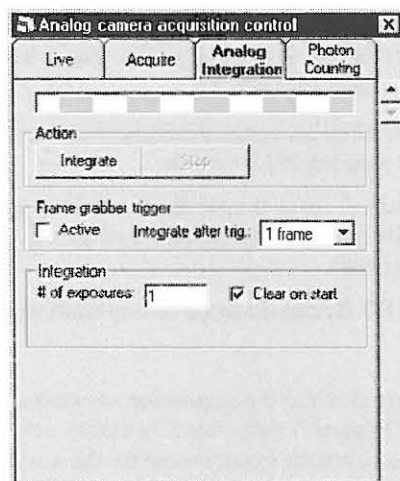 Analog camera acquisition control
Live Acquire Analog Integration Photon Counting
Action
Integrate Stop
Frame grabber trigger
Active Integrate after trig.: 1 frame
Integration
# of exposures: 1 Clear on start